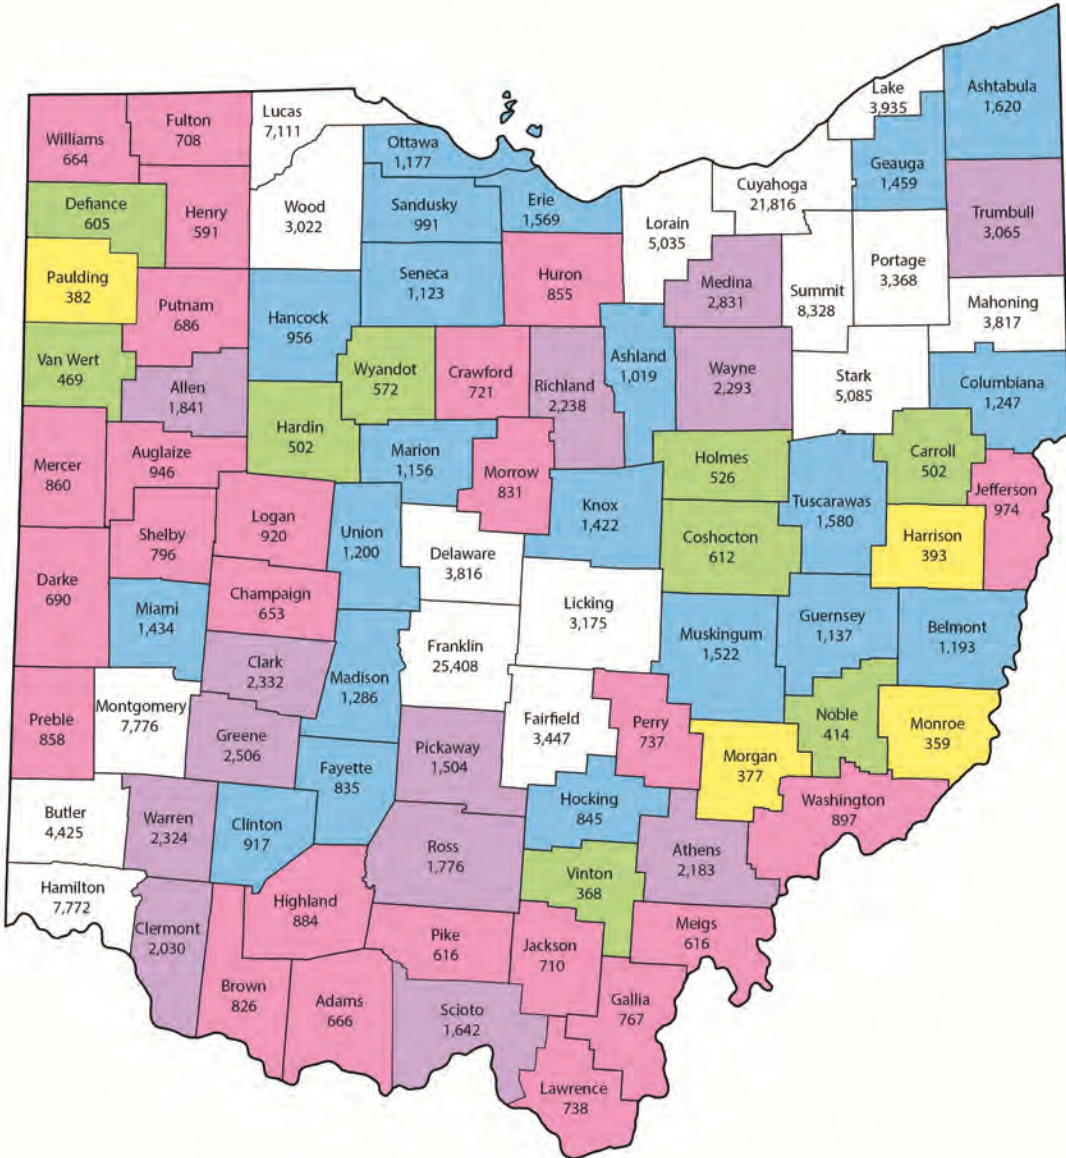 Lake
3,935
Ashtabula
1,620
Lucas
7,111
Fulton
708
Williams
664
Ottawa
1,177
Geauga
1,459
Cuyahoga
21,816
Defiance
605
Henry
591
Wood
3,022
Sandusky
991
Erie
1,569
Lorain
5,035
Trumbull
3,065
Paulding
382
Putnam
686
Hancock
956
Seneca
1,123
Huron
855
Medina
2,831
Summit
8,328
Portage
3,368
Mahoning
3,817
Van Wert
469
Allen
1,841
Hardin
502
Wyandot
572
Crawford
721
Richland
2,238
Ashland
1,019
Wayne
2,293
Stark
5,085
Columbiana
1,247
Mercer
860
Auglaize
946
Marion
1,156
Morrow
831
Holmes
526
Carroll
502
Jefferson
974
Shelby
796
Logan
920
Union
1,200
Delaware
3,816
Knox
1,422
Coshocton
612
Tuscarawas
1,580
Harrison
393
Darke
690
Miami
1,434
Champaign
653
Licking
3,175
Muskingum
1,522
Guernsey
1,137
Belmont
1,193
Clark
2,332
Madison
1,286
Franklin
25,408
Preble
858
Montgomery
7,776
Greene
2,506
Fayette
835
Pickaway
1,504
Fairfield
3,447
Perry
737
Morgan
377
Noble
414
Monroe
359
Butler
4,425
Warren
2,324
Clinton
917
Ross
1,776
Hocking
845
Athens
2,183
Washington
897
Hamilton
7,772
Clermont
2,030
Highland
884
Pike
616
Vinton
368
Jackson
710
Meigs
616
Brown
826
Adams
666
Scioto
1,642
Gallia
767
Lawrence
738